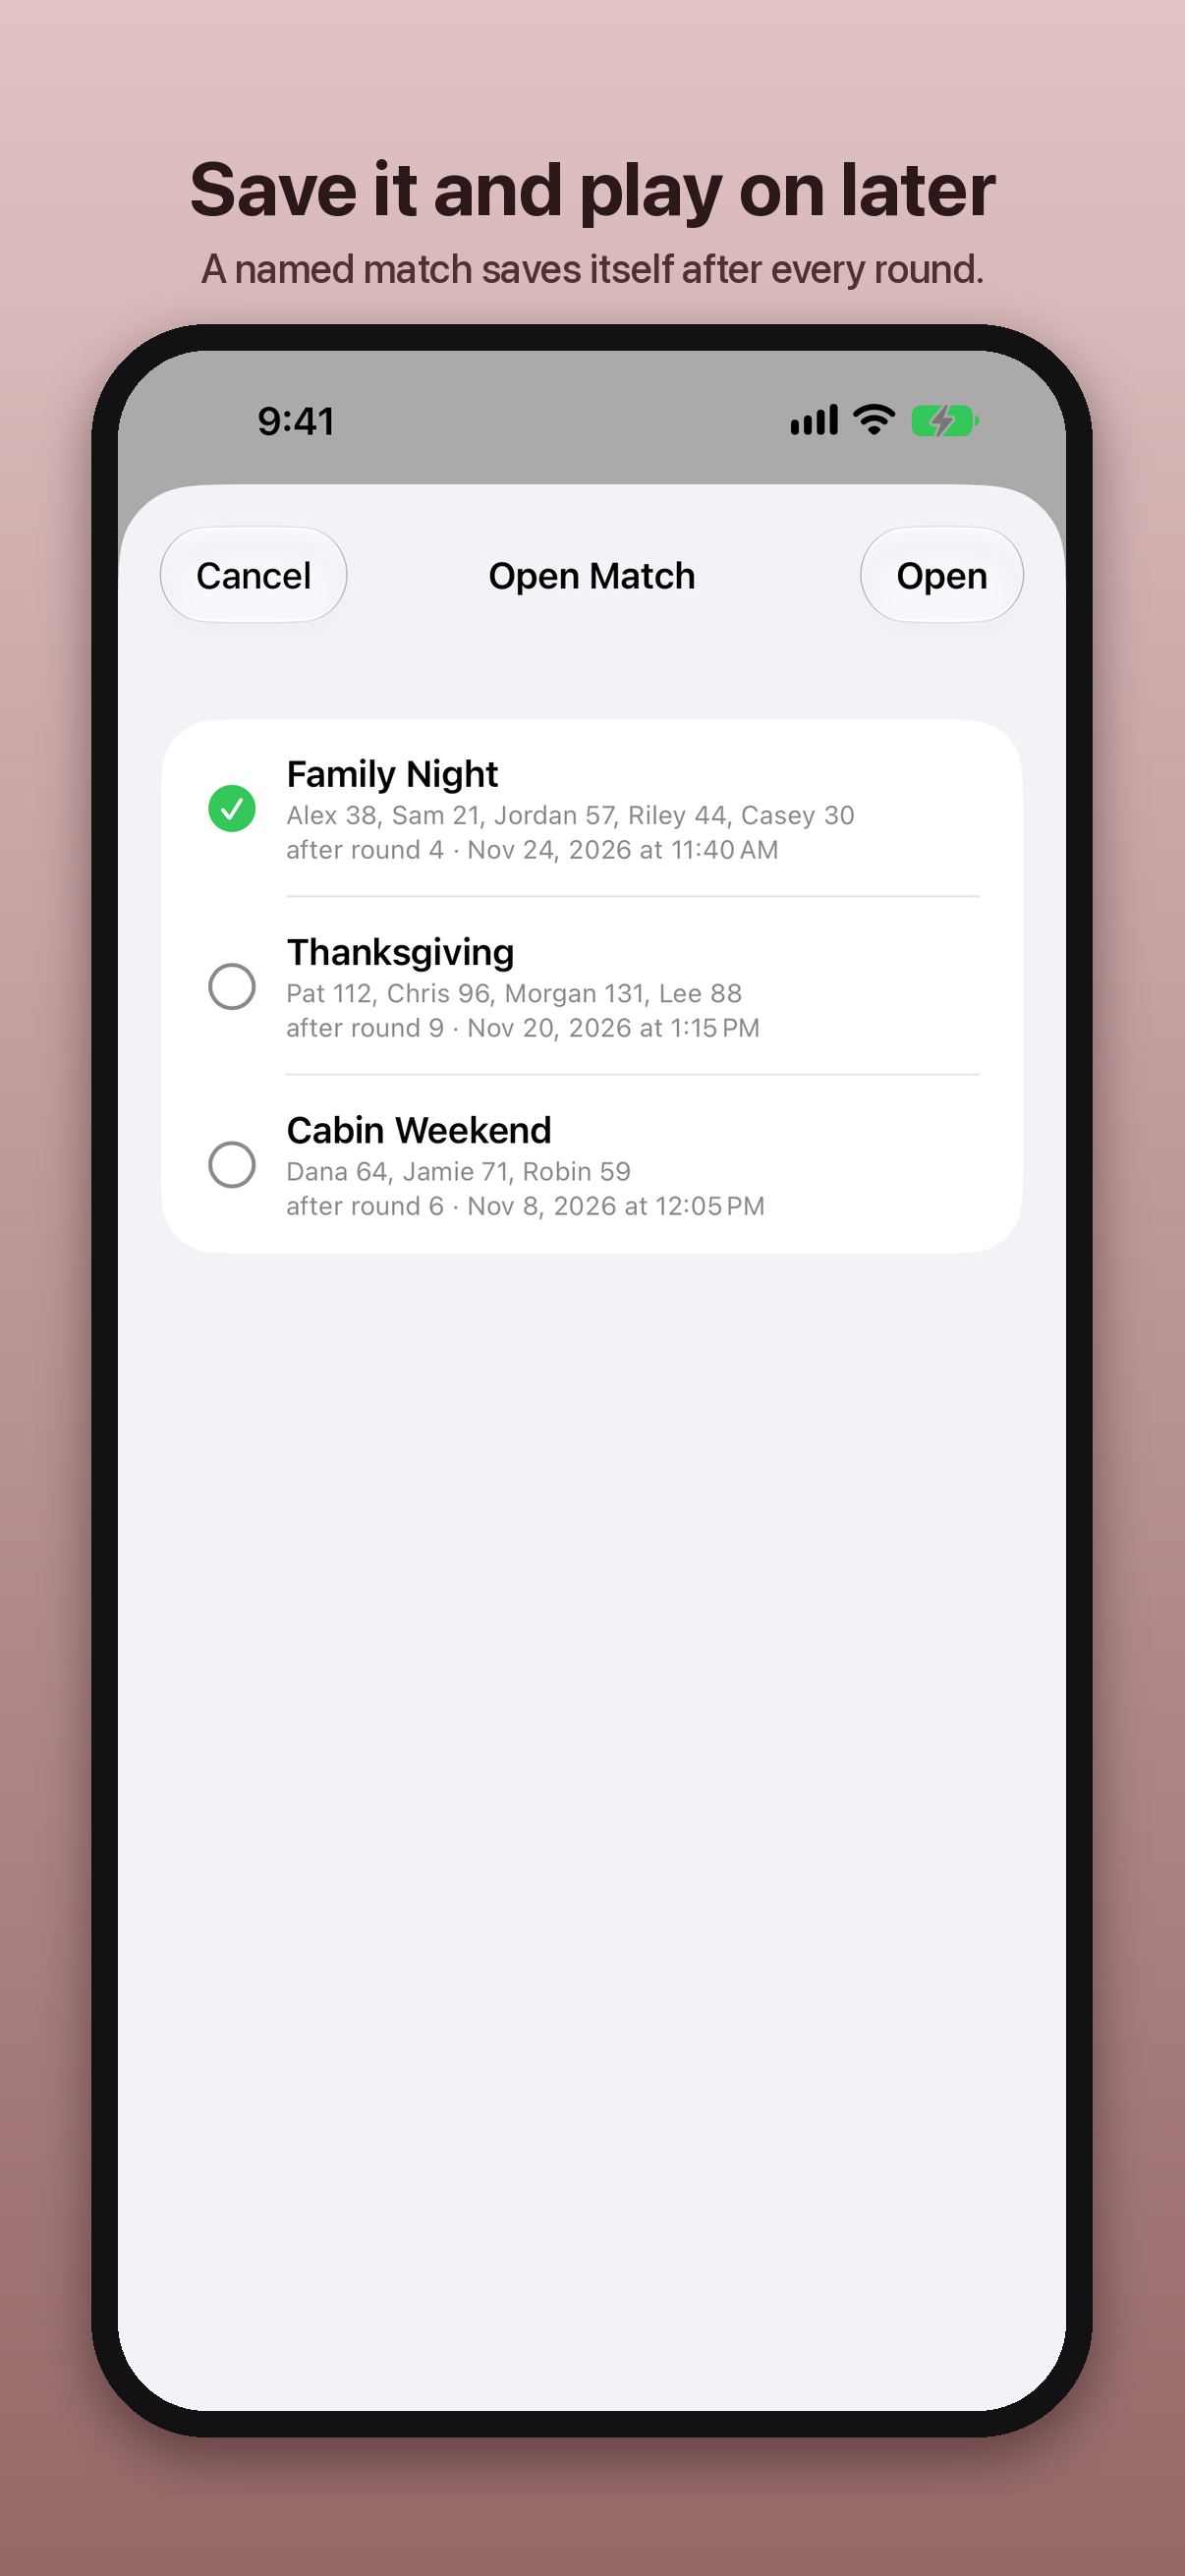 Save it and play on later
A named match saves itself after every round.
9:41
Cancel
Open Match
Open
Family Night
Alex 38, Sam 21, Jordan 57, Riley 44, Casey 30
after round 4 · Nov 24, 2026 at 11:40 AM
Thanksgiving
Pat 112, Chris 96, Morgan 131, Lee 88
after round 9 · Nov 20, 2026 at 1:15 PM
Cabin Weekend
Dana 64, Jamie 71, Robin 59
after round 6 · Nov 8, 2026 at 12:05 PM